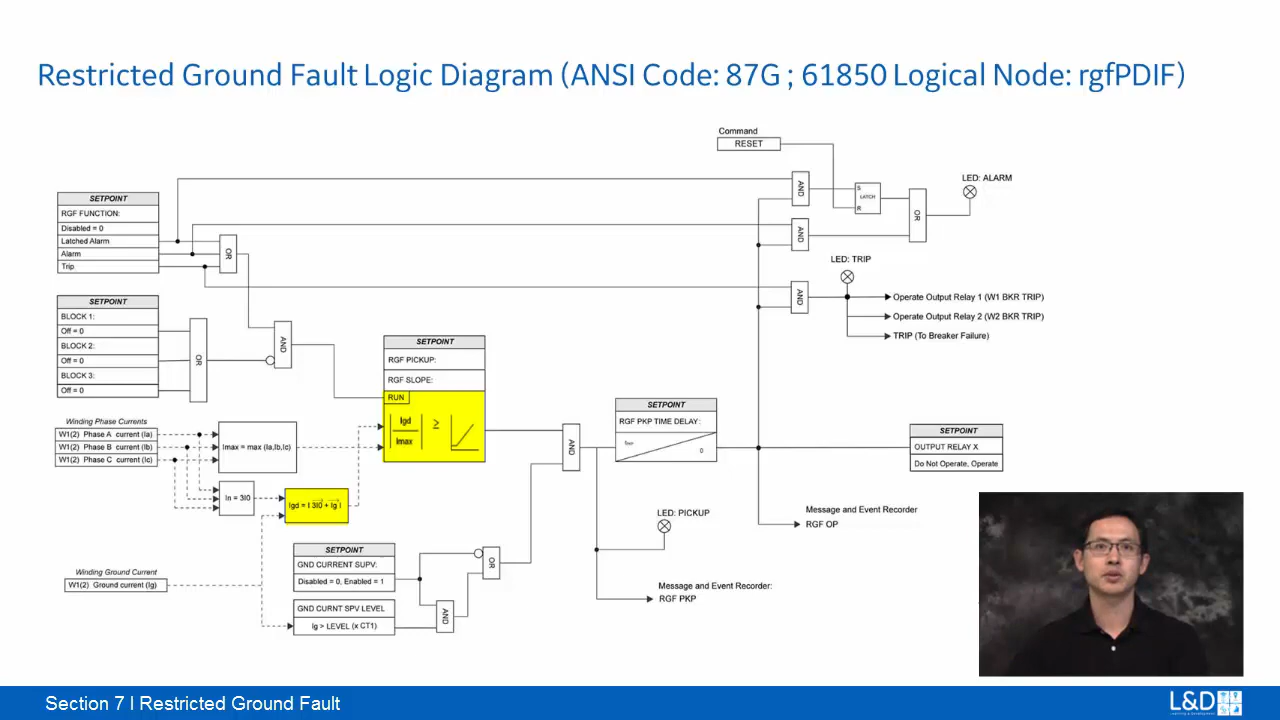 Restricted Ground Fault Logic Diagram (ANSI Code: 87G ; 61850 Logical Node: rgfPDIF)
Command
RESET
LED: ALARM
AND
S
LATCH
R
OR
AND
SETPOINT
RGF FUNCTION:
Disabled = 0
Latched Alarm
Alarm
Trip
OR
LED: TRIP
AND
Operate Output Relay 1 (W1 BKR TRIP)
Operate Output Relay 2 (W2 BKR TRIP)
TRIP (To Breaker Failure)
SETPOINT
BLOCK 1:
Off = 0
BLOCK 2:
Off = 0
BLOCK 3:
Off = 0
OR
AND
SETPOINT
RGF PICKUP:
RGF SLOPE:
RUN
Igd
≥
Imax
Winding Phase Currents
W1(2) Phase A current (Ia)
W1(2) Phase B current (Ib)
W1(2) Phase C current (Ic)
Imax = max (Ia,Ib,Ic)
In = 3I0
Igd = | 3I0 + Ig |
AND
SETPOINT
RGF PKP TIME DELAY:
tPKP
0
SETPOINT
OUTPUT RELAY X
Do Not Operate, Operate
LED: PICKUP
Message and Event Recorder
RGF OP
Winding Ground Current
W1(2) Ground current (Ig)
SETPOINT
GND CURRENT SUPV:
Disabled = 0, Enabled = 1
OR
GND CURNT SPV LEVEL
Ig > LEVEL (x CT1)
AND
Message and Event Recorder:
RGF PKP
Section 7 I Restricted Ground Fault
L&D